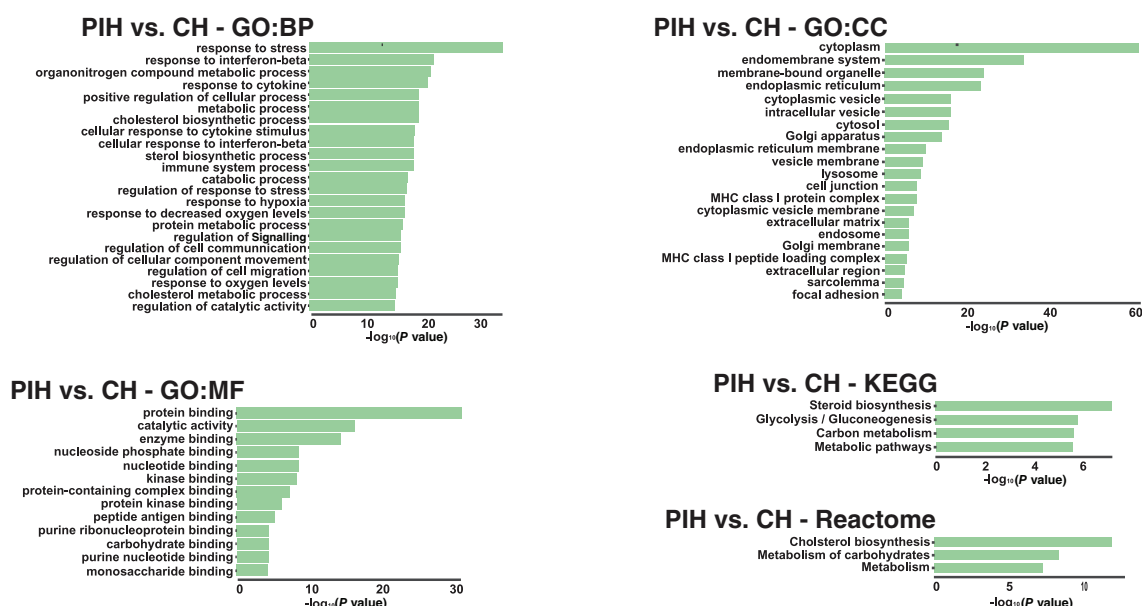 PIH vs. CH - GO:BP
response to stress
response to interferon-beta
organonitrogen compound metabolic process
response to cytokine
positive regulation of cellular process
metabolic process
cholesterol biosynthetic process
cellular response to cytokine stimulus
cellular response to interferon-beta
sterol biosynthetic process
immune system process
catabolic process
regulation of response to stress
response to hypoxia
response to decreased oxygen levels
protein metabolic process
regulation of Signalling
regulation of cell communnication
regulation of cellular component movement
regulation of cell migration
response to oxygen levels
cholesterol metabolic process
regulation of catalytic activity
0 10 20 30
-log₁₀(P value)
PIH vs. CH - GO:CC
cytoplasm
endomembrane system
membrane-bound organelle
endoplasmic reticulum
cytoplasmic vesicle
intracellular vesicle
cytosol
Golgi apparatus
endoplasmic reticulum membrane
vesicle membrane
lysosome
cell junction
MHC class I protein complex
cytoplasmic vesicle membrane
extracellular matrix
endosome
Golgi membrane
MHC class I peptide loading complex
extracellular region
sarcolemma
focal adhesion
0 20 40 60
-log₁₀(P value)
PIH vs. CH - GO:MF
protein binding
catalytic activity
enzyme binding
nucleoside phosphate binding
nucleotide binding
kinase binding
protein-containing complex binding
protein kinase binding
peptide antigen binding
purine ribonucleoprotein binding
carbohydrate binding
purine nucleotide binding
monosaccharide binding
0 10 20 30
-log₁₀(P value)
PIH vs. CH - KEGG
Steroid biosynthesis
Glycolysis / Gluconeogenesis
Carbon metabolism
Metabolic pathways
0 2 4 6
-log₁₀(P value)
PIH vs. CH - Reactome
Cholsterol biosynthesis
Metabolism of carbohydrates
Metabolism
0 5 10
-log₁₀(P value)